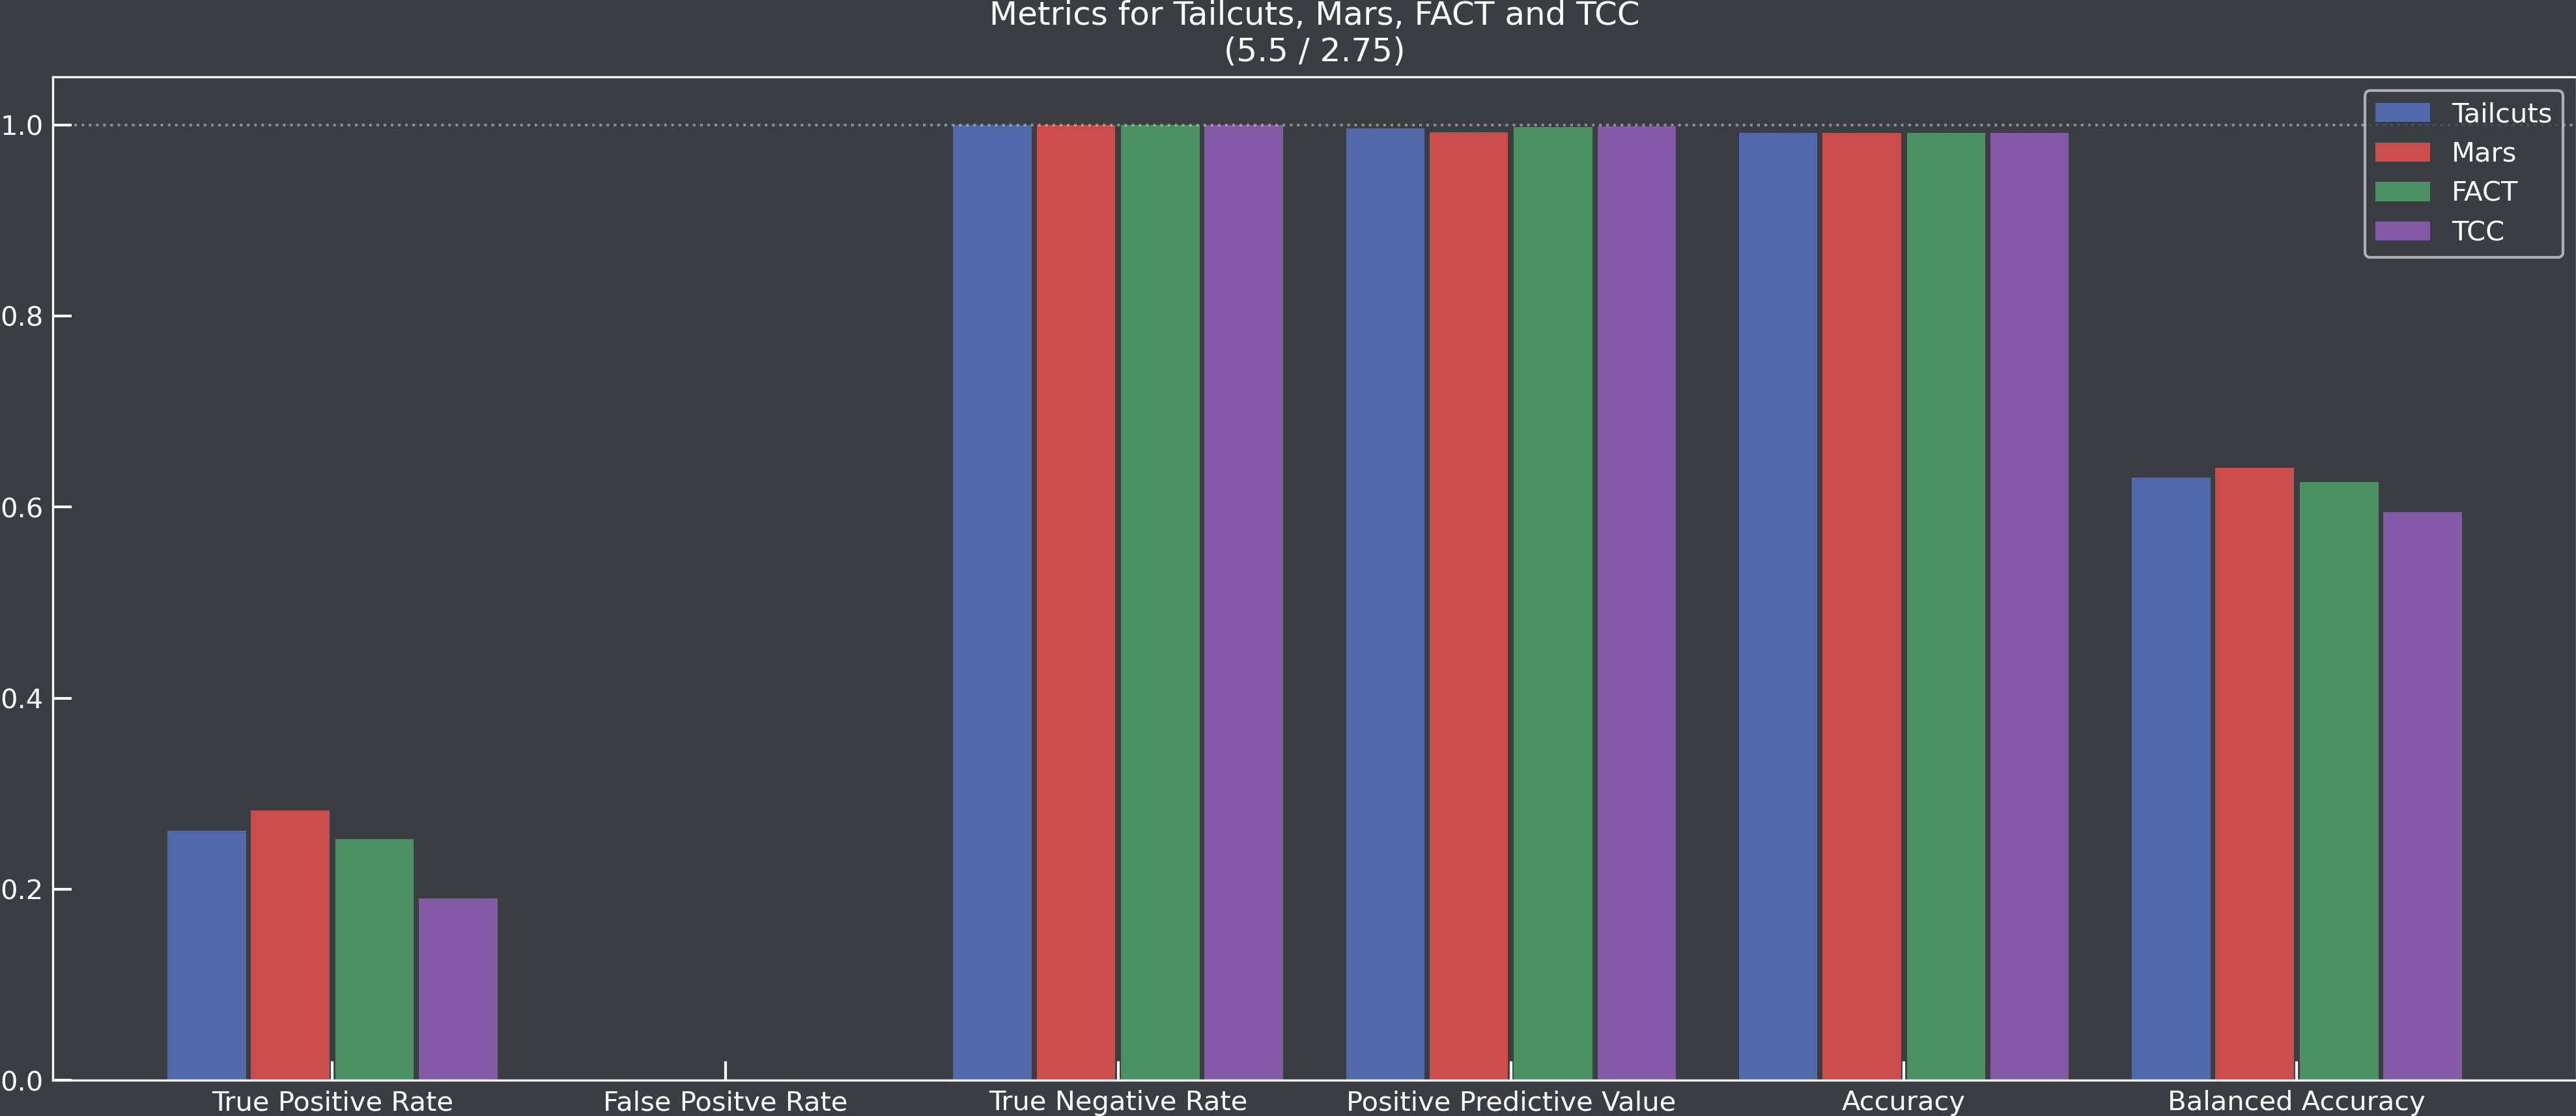 Metrics for Tailcuts, Mars, FACT and TCC
(5.5 / 2.75)
1.0
0.8
0.6
0.4
0.2
0.0
Tailcuts
Mars
FACT
TCC
True Positive Rate
False Positve Rate
True Negative Rate
Positive Predictive Value
Accuracy
Balanced Accuracy